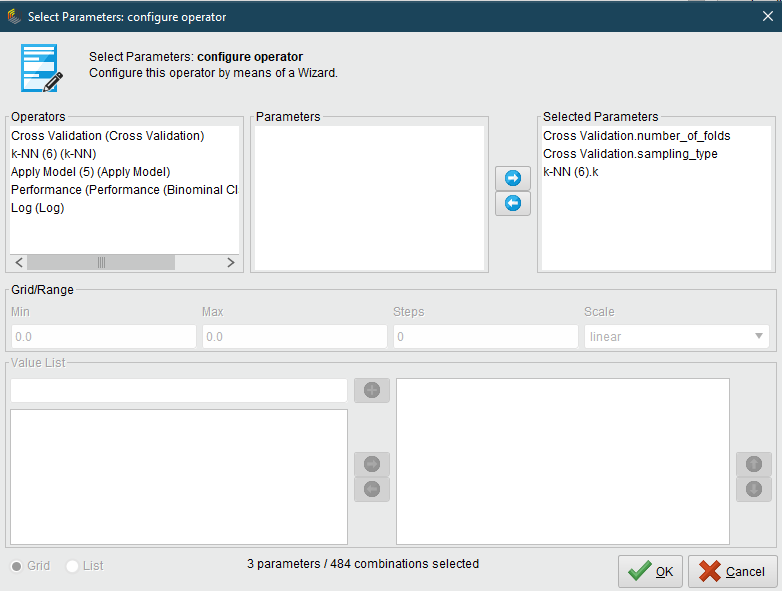 Select Parameters: configure operator
Select Parameters: configure operator
Configure this operator by means of a Wizard.
Operators
Cross Validation (Cross Validation)
k-NN (6) (k-NN)
Apply Model (5) (Apply Model)
Performance (Performance (Binominal Cl
Log (Log)
Parameters
Selected Parameters
Cross Validation.number_of_folds
Cross Validation.sampling_type
k-NN (6).k
Grid/Range
Min
Max
Steps
Scale
0.0
0.0
0
linear
Value List
Grid
List
3 parameters / 484 combinations selected
OK
Cancel